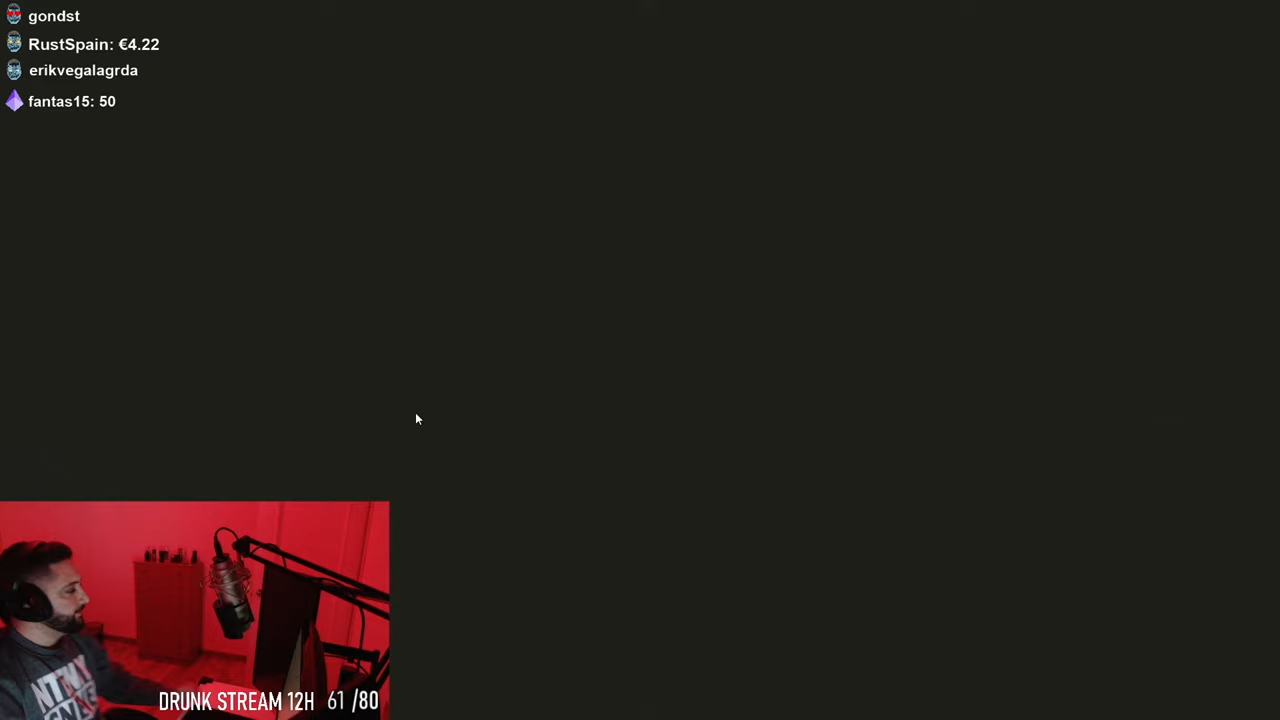 gondst
RustSpain: €4.22
erikvegalagrda
fantas15: 50
DRUNK STREAM 12H 61 /80